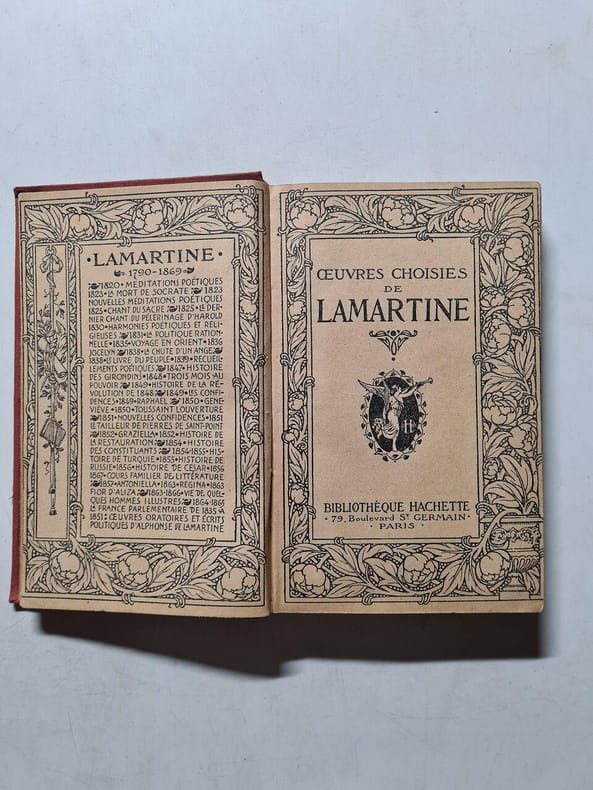 ·LAMARTINE·
1790-1869
1820·MÉDITATIONS POÉTIQUES
1823·LA MORT DE SOCRATE 1823
NOUVELLES MÉDITATIONS POÉTIQUES
1825·CHANT DU SACRE 1825·LE DER-
NIER CHANT DU PÈLERINAGE D'HAROLD
1830·HARMONIES POÉTIQUES ET RELI-
GIEUSES 1831·LA POLITIQUE RATION-
NELLE·1835·VOYAGE EN ORIENT·1836
JOCELYN 1838·LA CHUTE D'UN ANGE
1838·LE LIVRE DU PEUPLE·1839·RECUEIL-
LEMENTS POÉTIQUES 1847·HISTOIRE
DES GIRONDINS·1848·TROIS MOIS AU
POUVOIR 1849·HISTOIRE DE LA RÉ-
VOLUTION DE 1848 1849·LES CONFI-
DENCES·1849·RAPHAEL 1850·GENE-
VIÈVE·1850·TOUSSAINT LOUVERTURE
1851·NOUVELLES CONFIDENCES·1851
LE TAILLEUR DE PIERRES DE SAINT-POINT
1852·GRAZIELLA·1852·HISTOIRE DE
LA RESTAURATION 1854·HISTOIRE
DES CONSTITUANTS 1854-1855·HIS-
TOIRE DE TURQUIE·1855·HISTOIRE DE
RUSSIE·1856·HISTOIRE DE CÉSAR·1856
1867·COURS FAMILIER DE LITTÉRATURE
1857·ANTONIELLA·1863·REGINA·1863
FIOR D'ALIZA 1863-1866·VIE DE QUEL-
QUES HOMMES ILLUSTRES 1864-1865
LA FRANCE PARLEMENTAIRE DE 1835 A
1851: ŒUVRES ORATOIRES ET ÉCRITS
POLITIQUES D'ALPHONSE DE LAMARTINE
ŒUVRES CHOISIES
DE
LAMARTINE
H
BIBLIOTHÈQUE HACHETTE
·79, Boulevard St GERMAIN·
·PARIS·